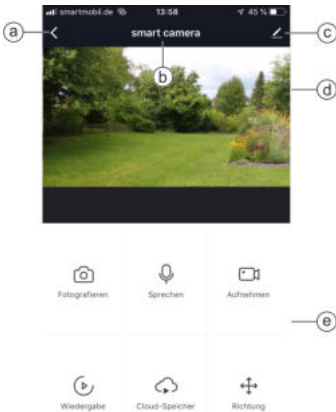 smartmobil.de 13:58 45 %
a smart camera c
b
d
Fotografieren Sprechen Aufnehmen
e
Wiedergabe Cloud-Speicher Richtung